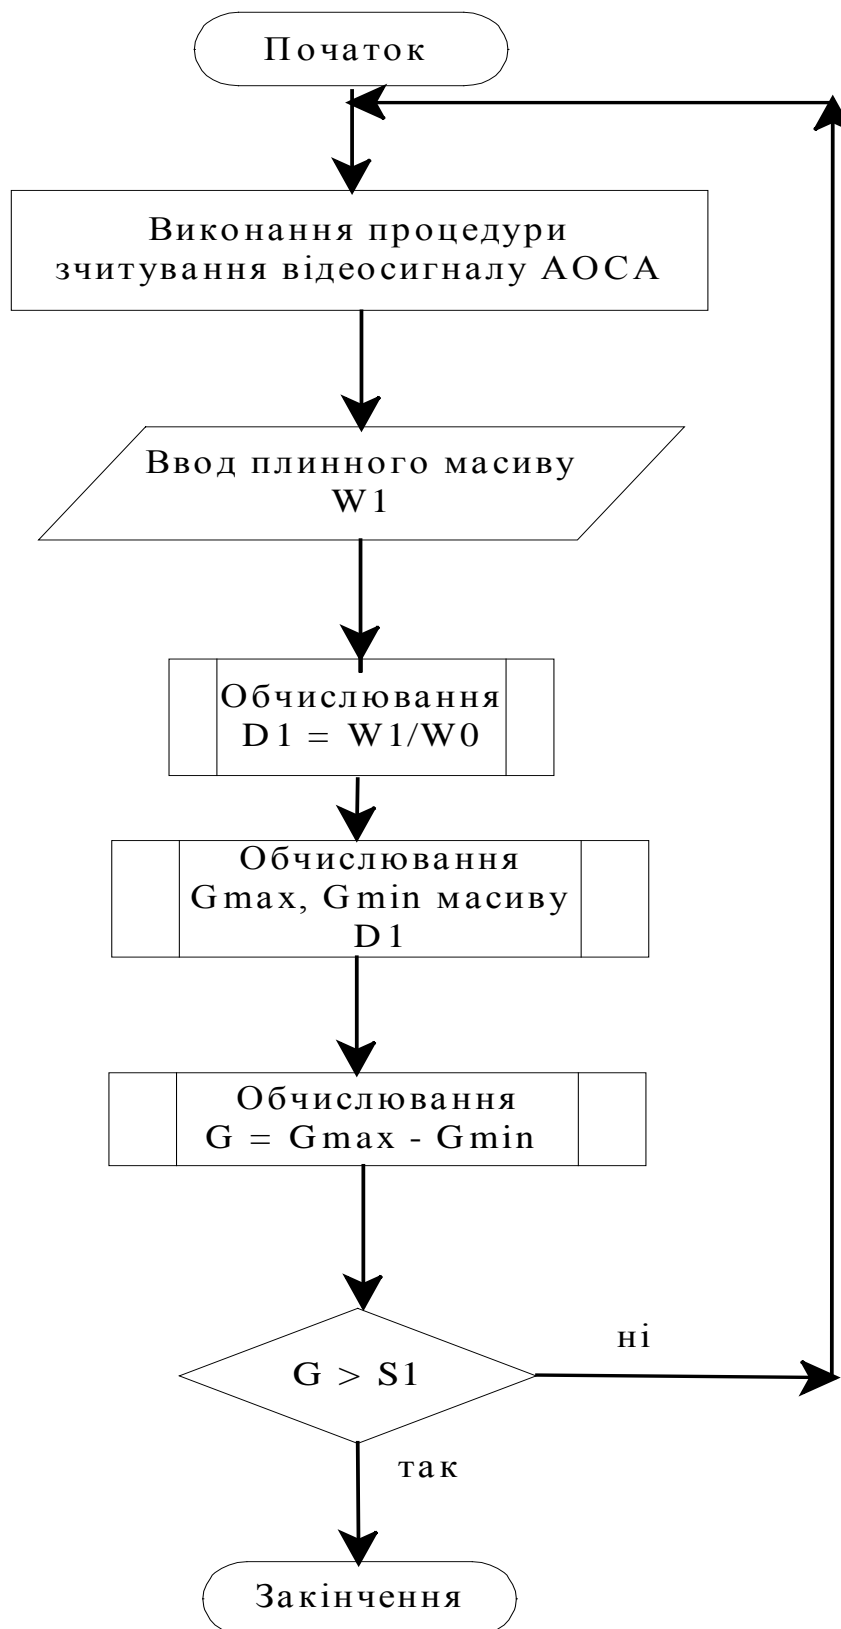 Початок
Виконання процедури
зчитування відеосигналу АОСА
Ввод плинного масиву
W1
Обчислювання
D1 = W1/W0
Обчислювання
Gmax, Gmin масиву
D1
Обчислювання
G = Gmax - Gmin
G > S1
ні
так
Закінчення